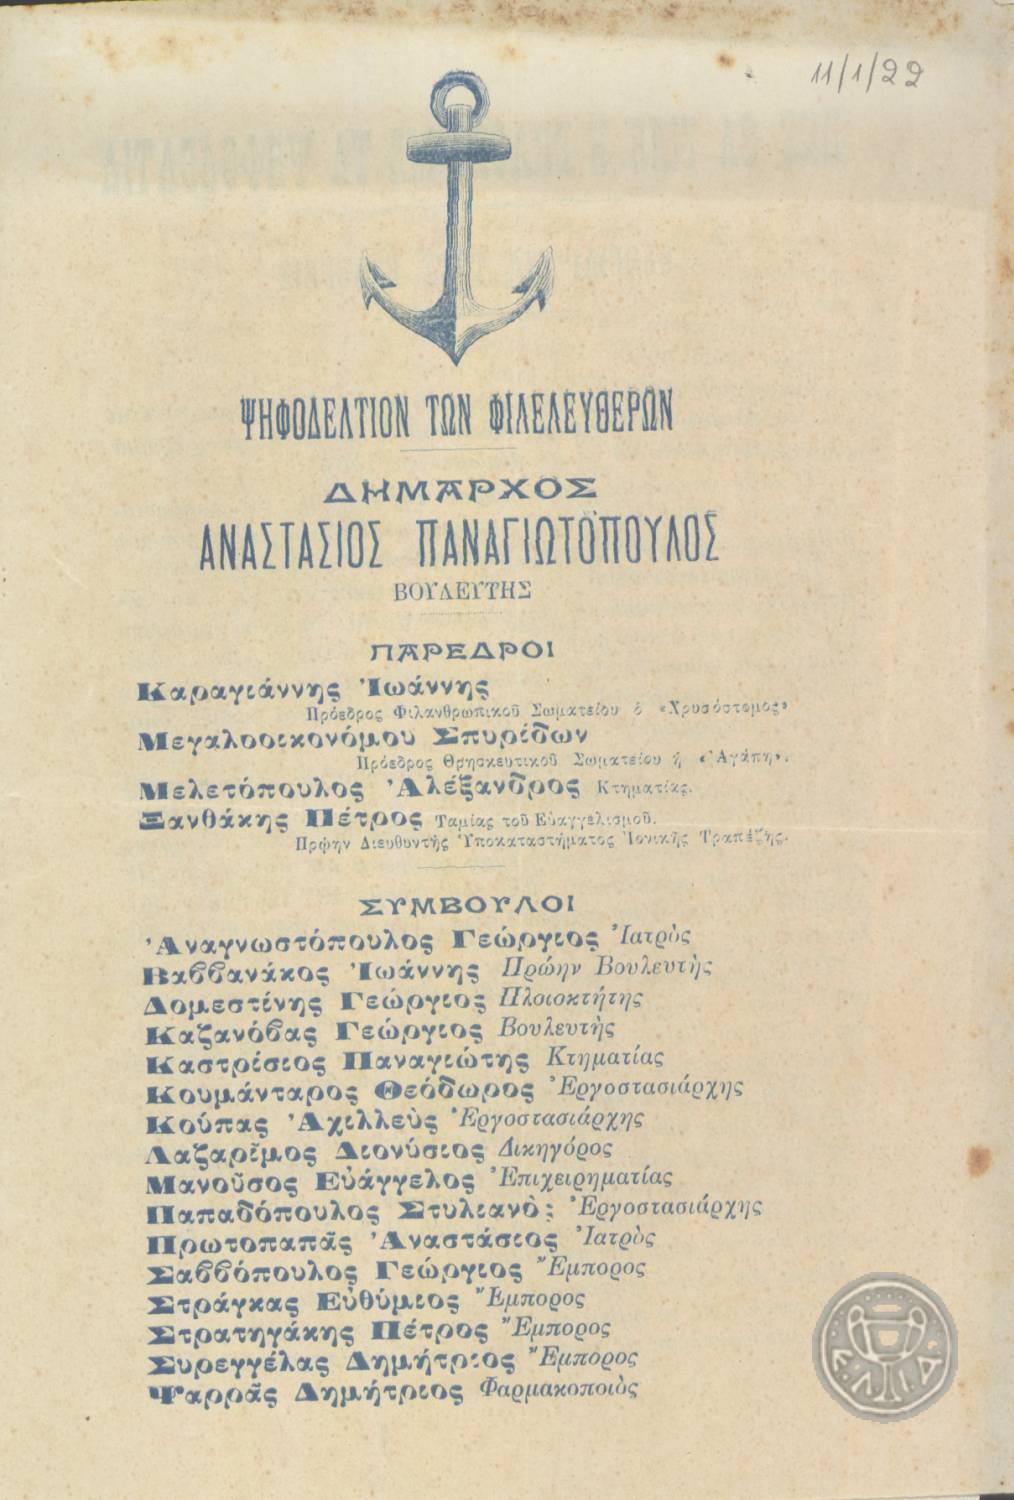 11/1/22
ΨΗΦΟΔΕΛΤΙΟΝ ΤΩΝ ΦΙΛΕΛΕΥΘΕΡΩΝ
ΔΗΜΑΡΧΟΣ
ΑΝΑΣΤΑΣΙΟΣ ΠΑΝΑΓΙΩΤΟΠΟΥΛΟΣ
ΒΟΥΛΕΥΤΗΣ
ΠΑΡΕΔΡΟΙ
Καραγιάννης Ἰωάννης
Πρόεδρος Φιλανθρωπικοῦ Σωματείου ὁ «Χρυσόστομος»
Μεγαλοοικονόμου Σπυρίδων
Πρόεδρος Θρησκευτικοῦ Σωματείου ἡ «Ἀγάπη».
Μελετόπουλος Ἀλέξανδρος Κτηματίας.
Ξανθάκης Πέτρος Ταμίας τοῦ Εὐαγγελισμοῦ.
Πρῴην Διευθυντὴς Ὑποκαταστήματος Ἰονικῆς Τραπέζης.
ΣΥΜΒΟΥΛΟΙ
Ἀναγνωστόπουλος Γεώργιος Ἰατρὸς
Βαββανάκος Ἰωάννης Πρώην Βουλευτὴς
Δομεστίνης Γεώργιος Πλοιοκτήτης
Καζανόβας Γεώργιος Βουλευτὴς
Καστρίσιος Παναγιώτης Κτηματίας
Κουμάνταρος Θεόδωρος Ἐργοστασιάρχης
Κούπας Ἀχιλλεὺς Ἐργοστασιάρχης
Λαζαρῖμος Διονύσιος Δικηγόρος
Μανοῦσος Εὐάγγελος Ἐπιχειρηματίας
Παπαδόπουλος Στυλιανὸς Ἐργοστασιάρχης
Πρωτοπαπᾶς Ἀναστάσιος Ἰατρὸς
Σαββόπουλος Γεώργιος Ἔμπορος
Στράγκας Εὐθύμιος Ἔμπορος
Στρατηγάκης Πέτρος Ἔμπορος
Συρεγγέλας Δημήτριος Ἔμπορος
Ψαρρᾶς Δημήτριος Φαρμακοποιὸς
Ε Λ Ι Δ